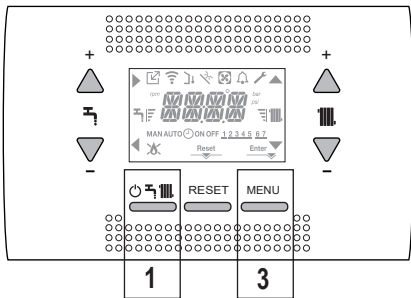 + +
rpm bar
psi
MAN AUTO ON OFF 1 2 3 4 5 6 7
Reset Enter
- -
RESET MENU
1 3